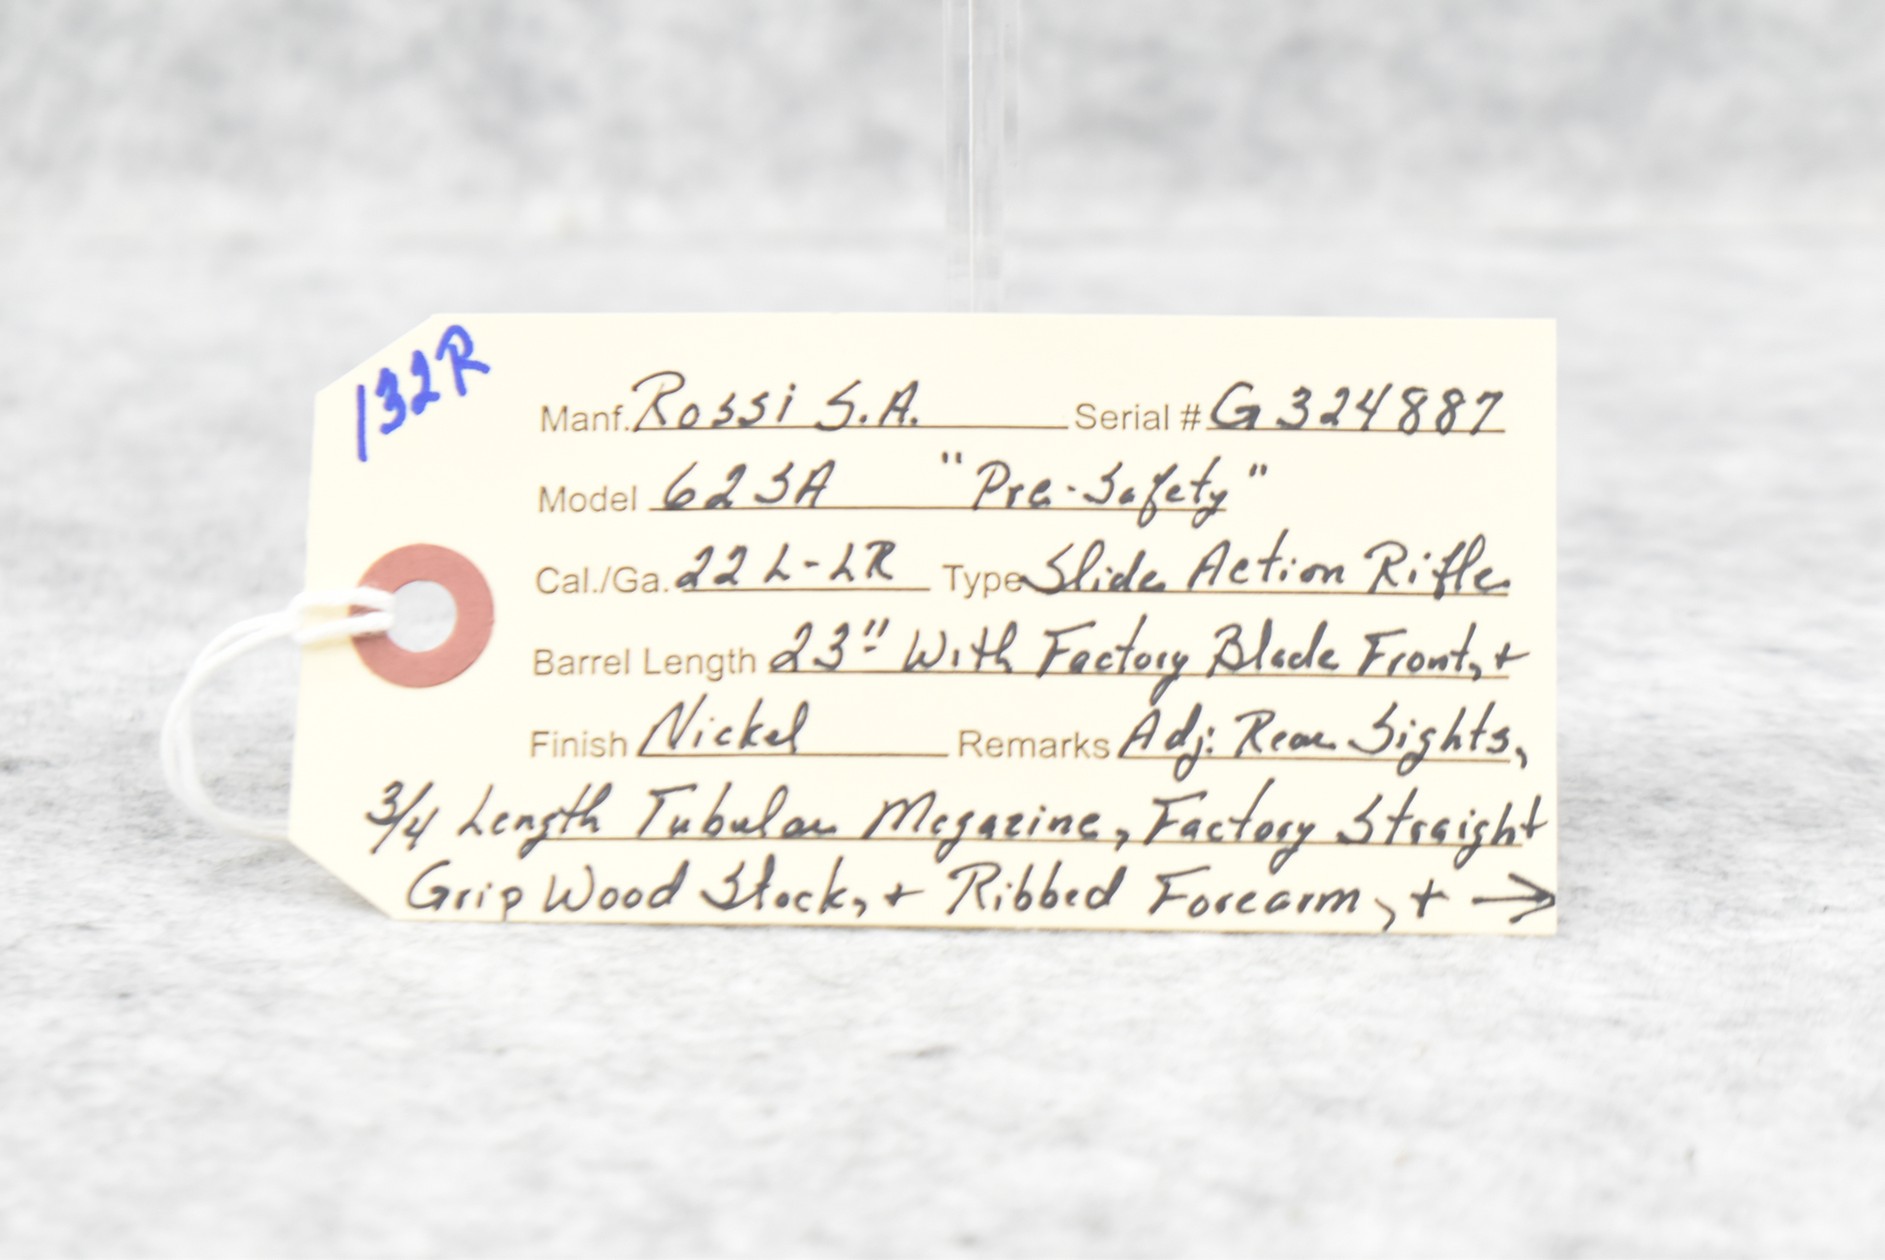 132R
Manf. Rossi S.A. Serial # G324887
Model 62SA "Pre-Safety"
Cal./Ga. 22 L-LR Type Slide Action Rifle
Barrel Length 23" With Factory Blade Front, +
Finish Nickel Remarks Adj. Rear Sights,
3/4 Length Tubular Magazine, Factory Straight
Grip Wood Stock, + Ribbed Forearm, + →